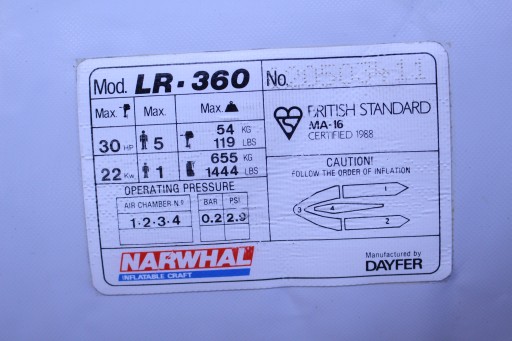 Mod. LR-360 No.
Max. Max. Max.
30 HP 5 54 KG
119 LBS
22 Kw. 1 655 KG
1444 LBS
OPERATING PRESSURE
AIR CHAMBER N.º BAR PSI
1-2-3-4 0.2 2.9
BRITISH STANDARD
MA-16
CERTIFIED 1988
CAUTION!
FOLLOW THE ORDER OF INFLATION
1
3 4
2
NARWHAL
INFLATABLE CRAFT
Manufactured by
DAYFER